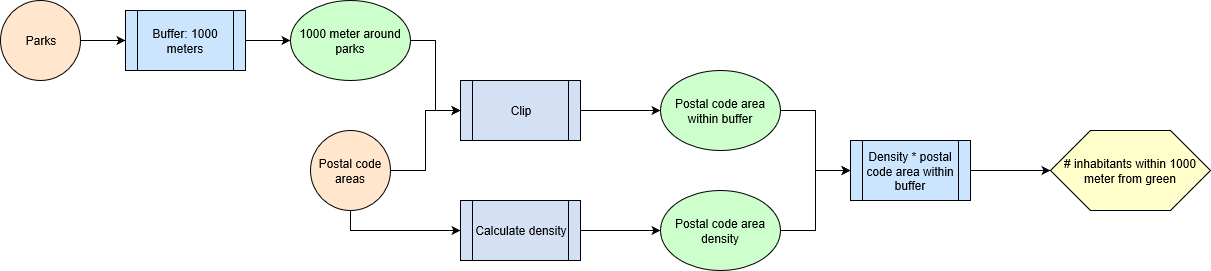 Parks
Buffer: 1000
meters
1000 meter around
parks
Clip
Postal code area
within buffer
Postal code
areas
Density * postal
code area within
buffer
# inhabitants within 1000
meter from green
Calculate density
Postal code area
density